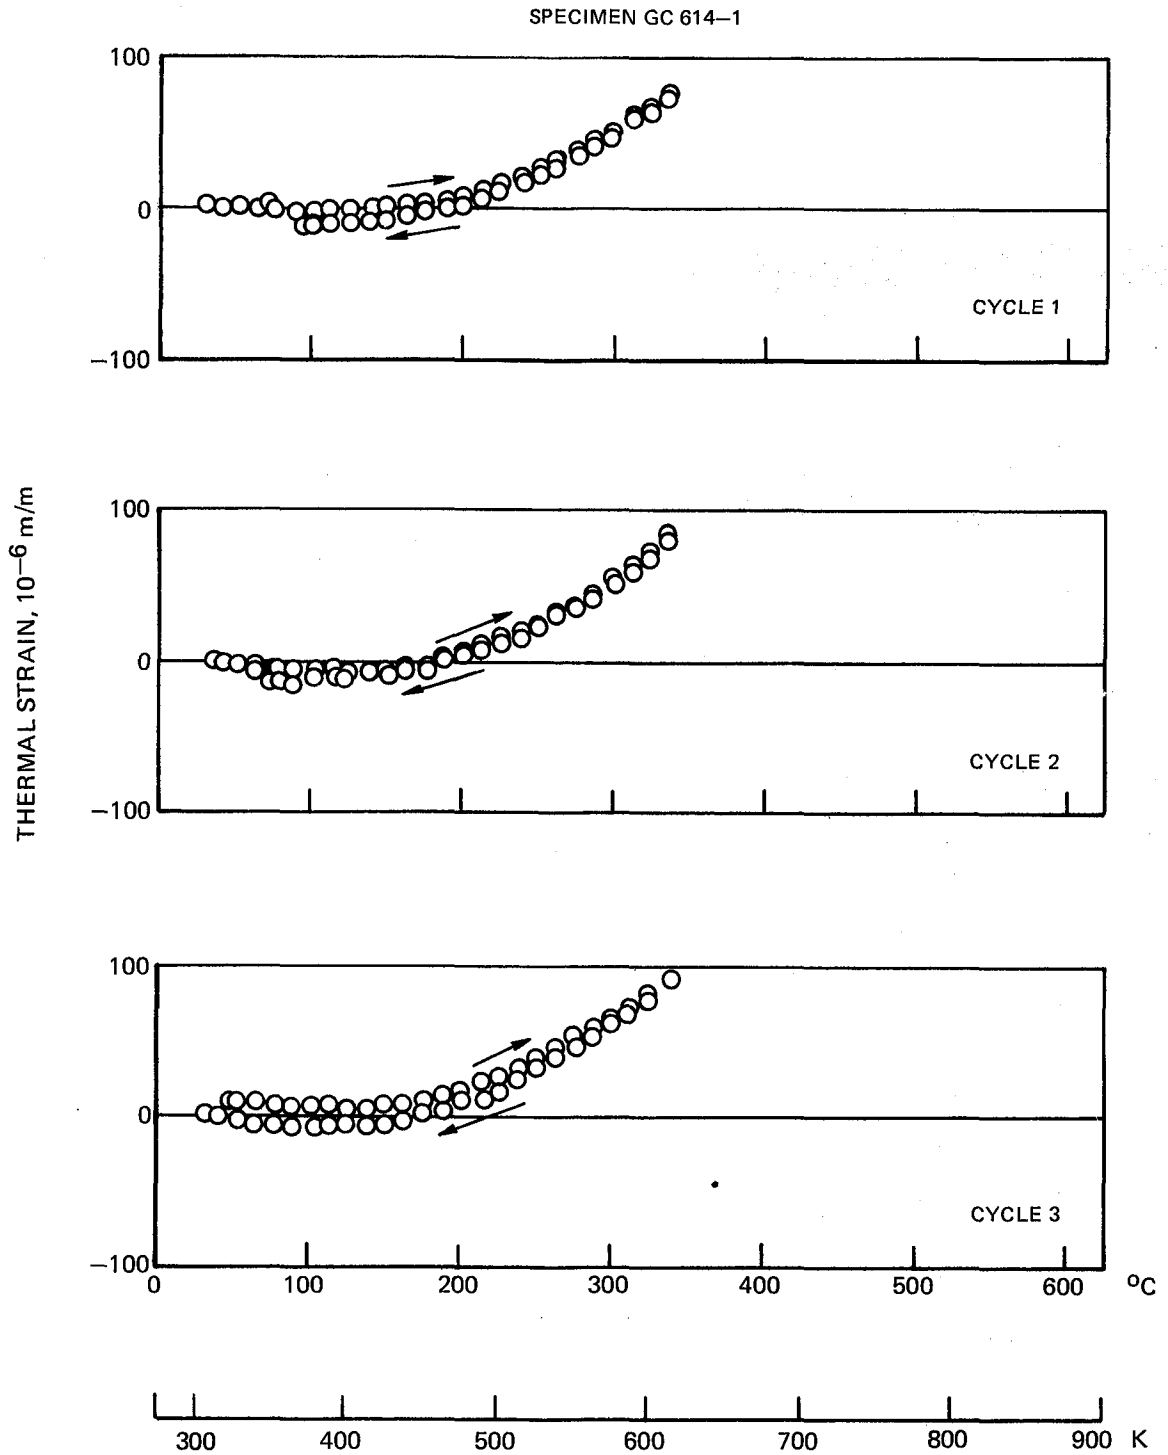 SPECIMEN GC 614–1
100
0
–100
CYCLE 1
THERMAL STRAIN, 10–6 m/m
100
0
–100
CYCLE 2
100
0
–100
CYCLE 3
0 100 200 300 400 500 600 oC
300 400 500 600 700 800 900 K